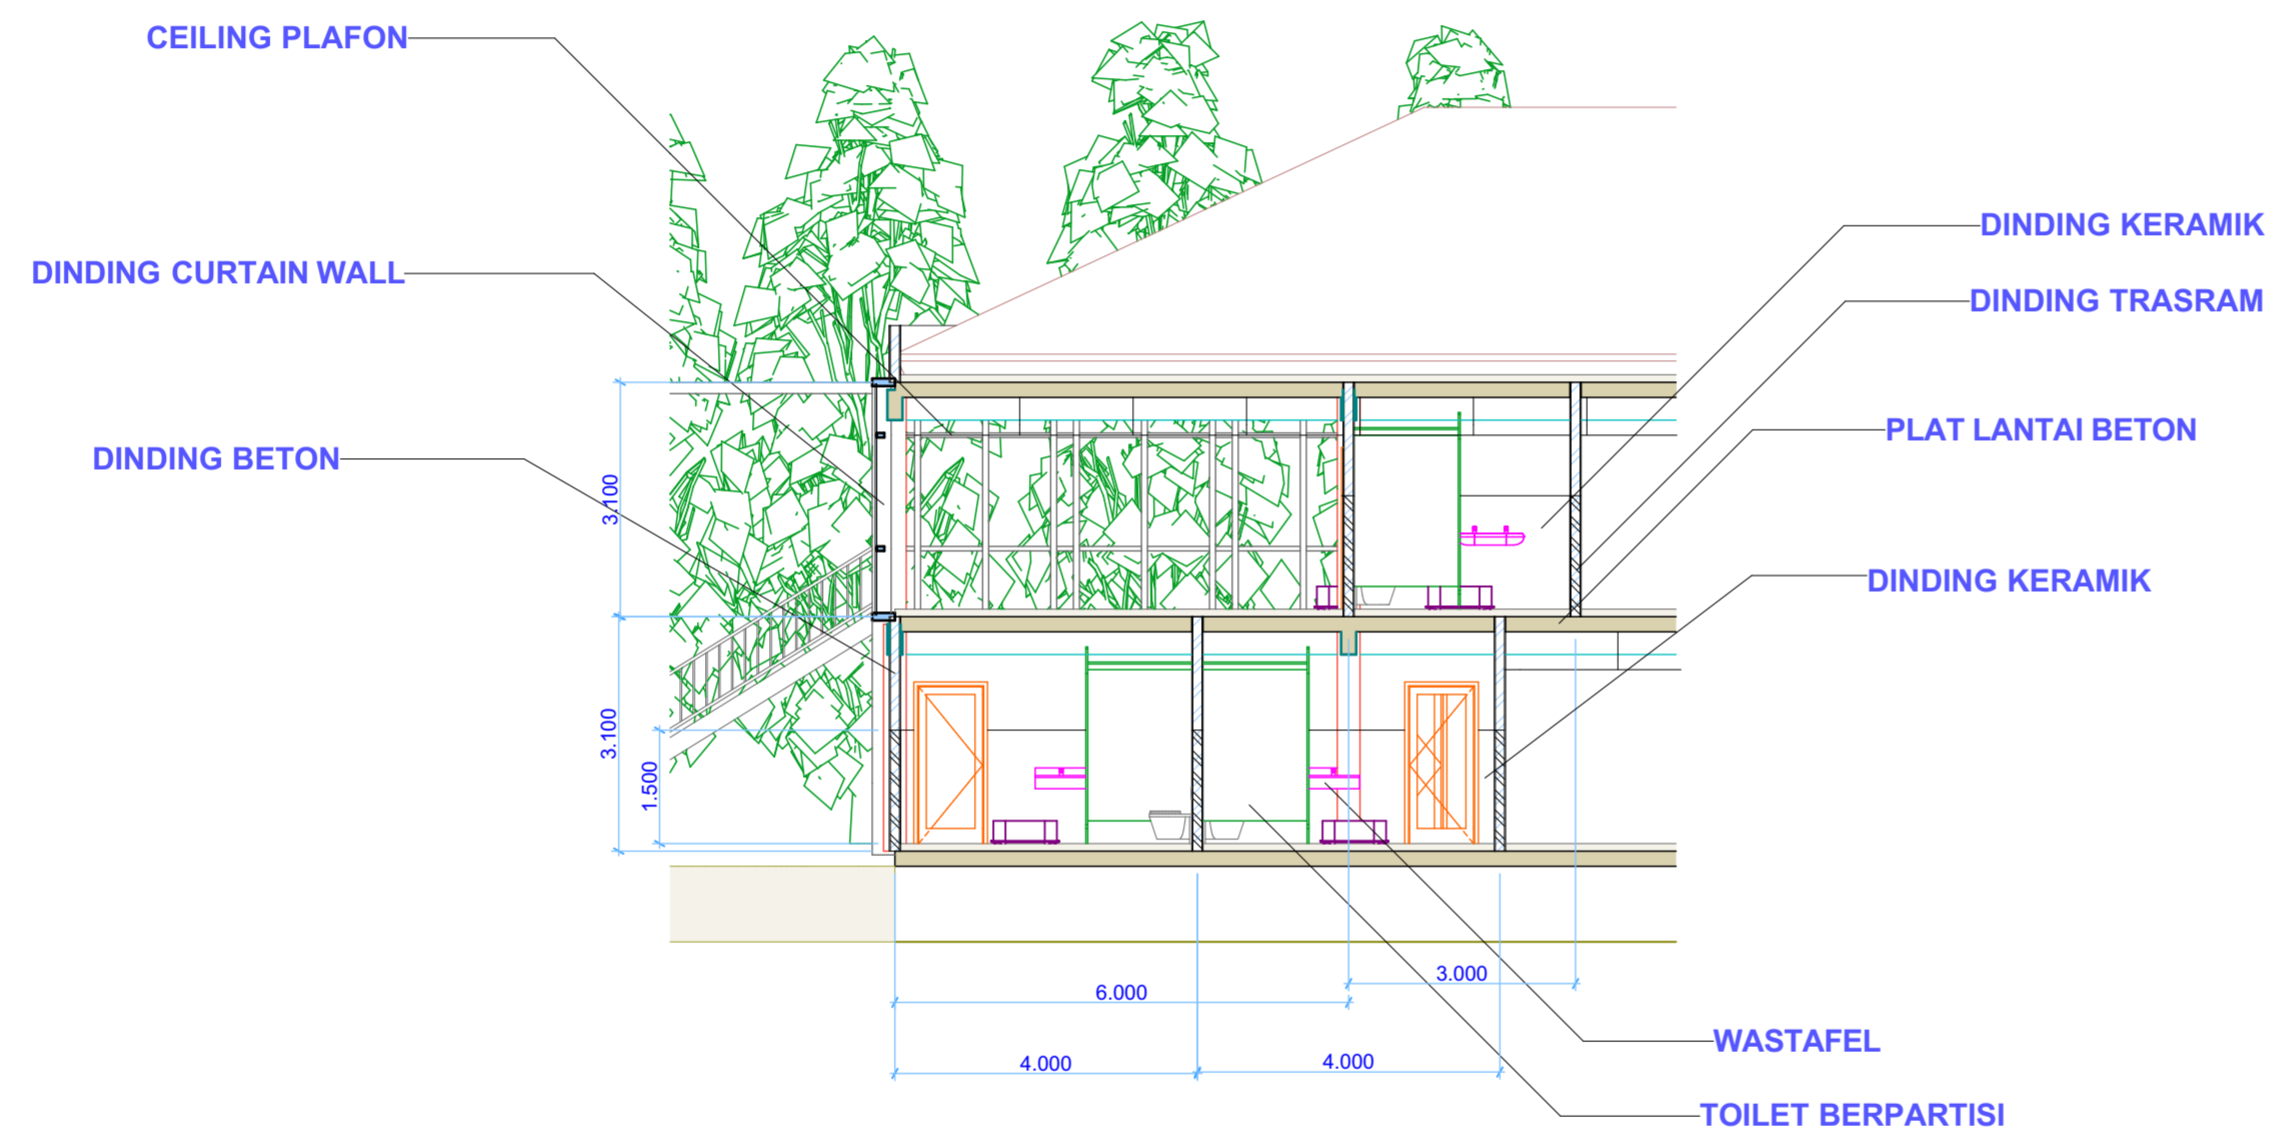 CEILING PLAFON
DINDING KERAMIK
DINDING CURTAIN WALL
DINDING TRASRAM
PLAT LANTAI BETON
DINDING BETON
3.100
DINDING KERAMIK
3.100
1.500
3.000
6.000
WASTAFEL
4.000
4.000
TOILET BERPARTISI